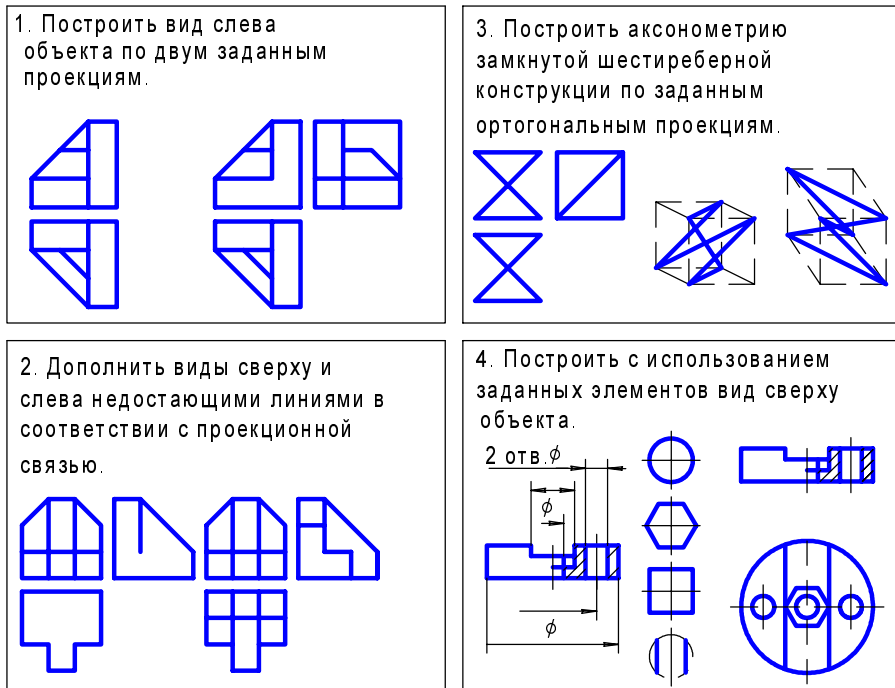 1. Построить вид слева
объекта по двум заданным
проекциям.
2. Дополнить виды сверху и
слева недостающими линиями в
соответствии с проекционной
связью.
3. Построить аксонометрию
замкнутой шестиреберной
конструкции по заданным
ортогональным проекциям.
4. Построить с использованием
заданных элементов вид сверху
объекта.
2 отв. ϕ
ϕ
ϕ